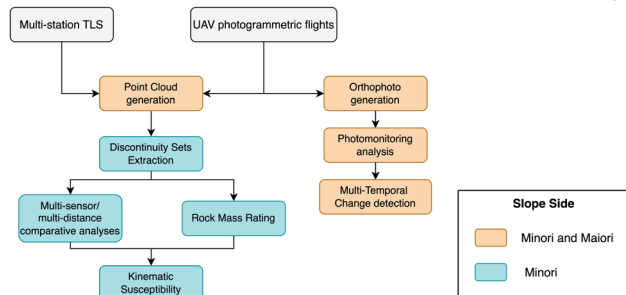 Multi-station TLS
UAV photogrammetric flights
Point Cloud
generation
Orthophoto
generation
Discontinuity Sets
Extraction
Photomonitoring
analysis
Multi-sensor/
multi-distance
comparative analyses
Rock Mass Rating
Multi-Temporal
Change detection
Kinematic
Susceptibility
Slope Side
Minori and Maiori
Minori